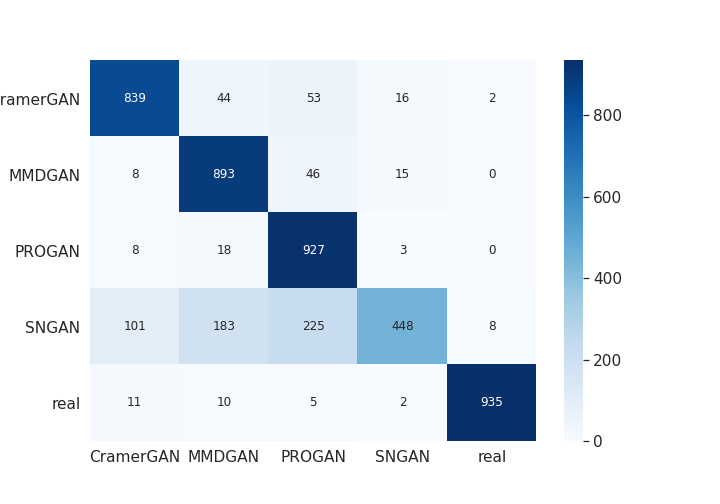 ramerGAN 839 44 53 16 2
MMDGAN 8 893 46 15 0
PROGAN 8 18 927 3 0
SNGAN 101 183 225 448 8
real 11 10 5 2 935
CramerGAN MMDGAN PROGAN SNGAN real
800
600
400
200
0